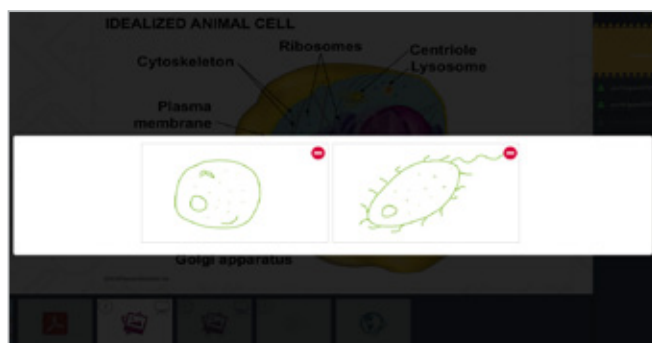 IDEALIZED ANIMAL CELL
Ribosomes
Centriole
Cytoskeleton
Lysosome
Plasma
membrane
Golgi apparatus